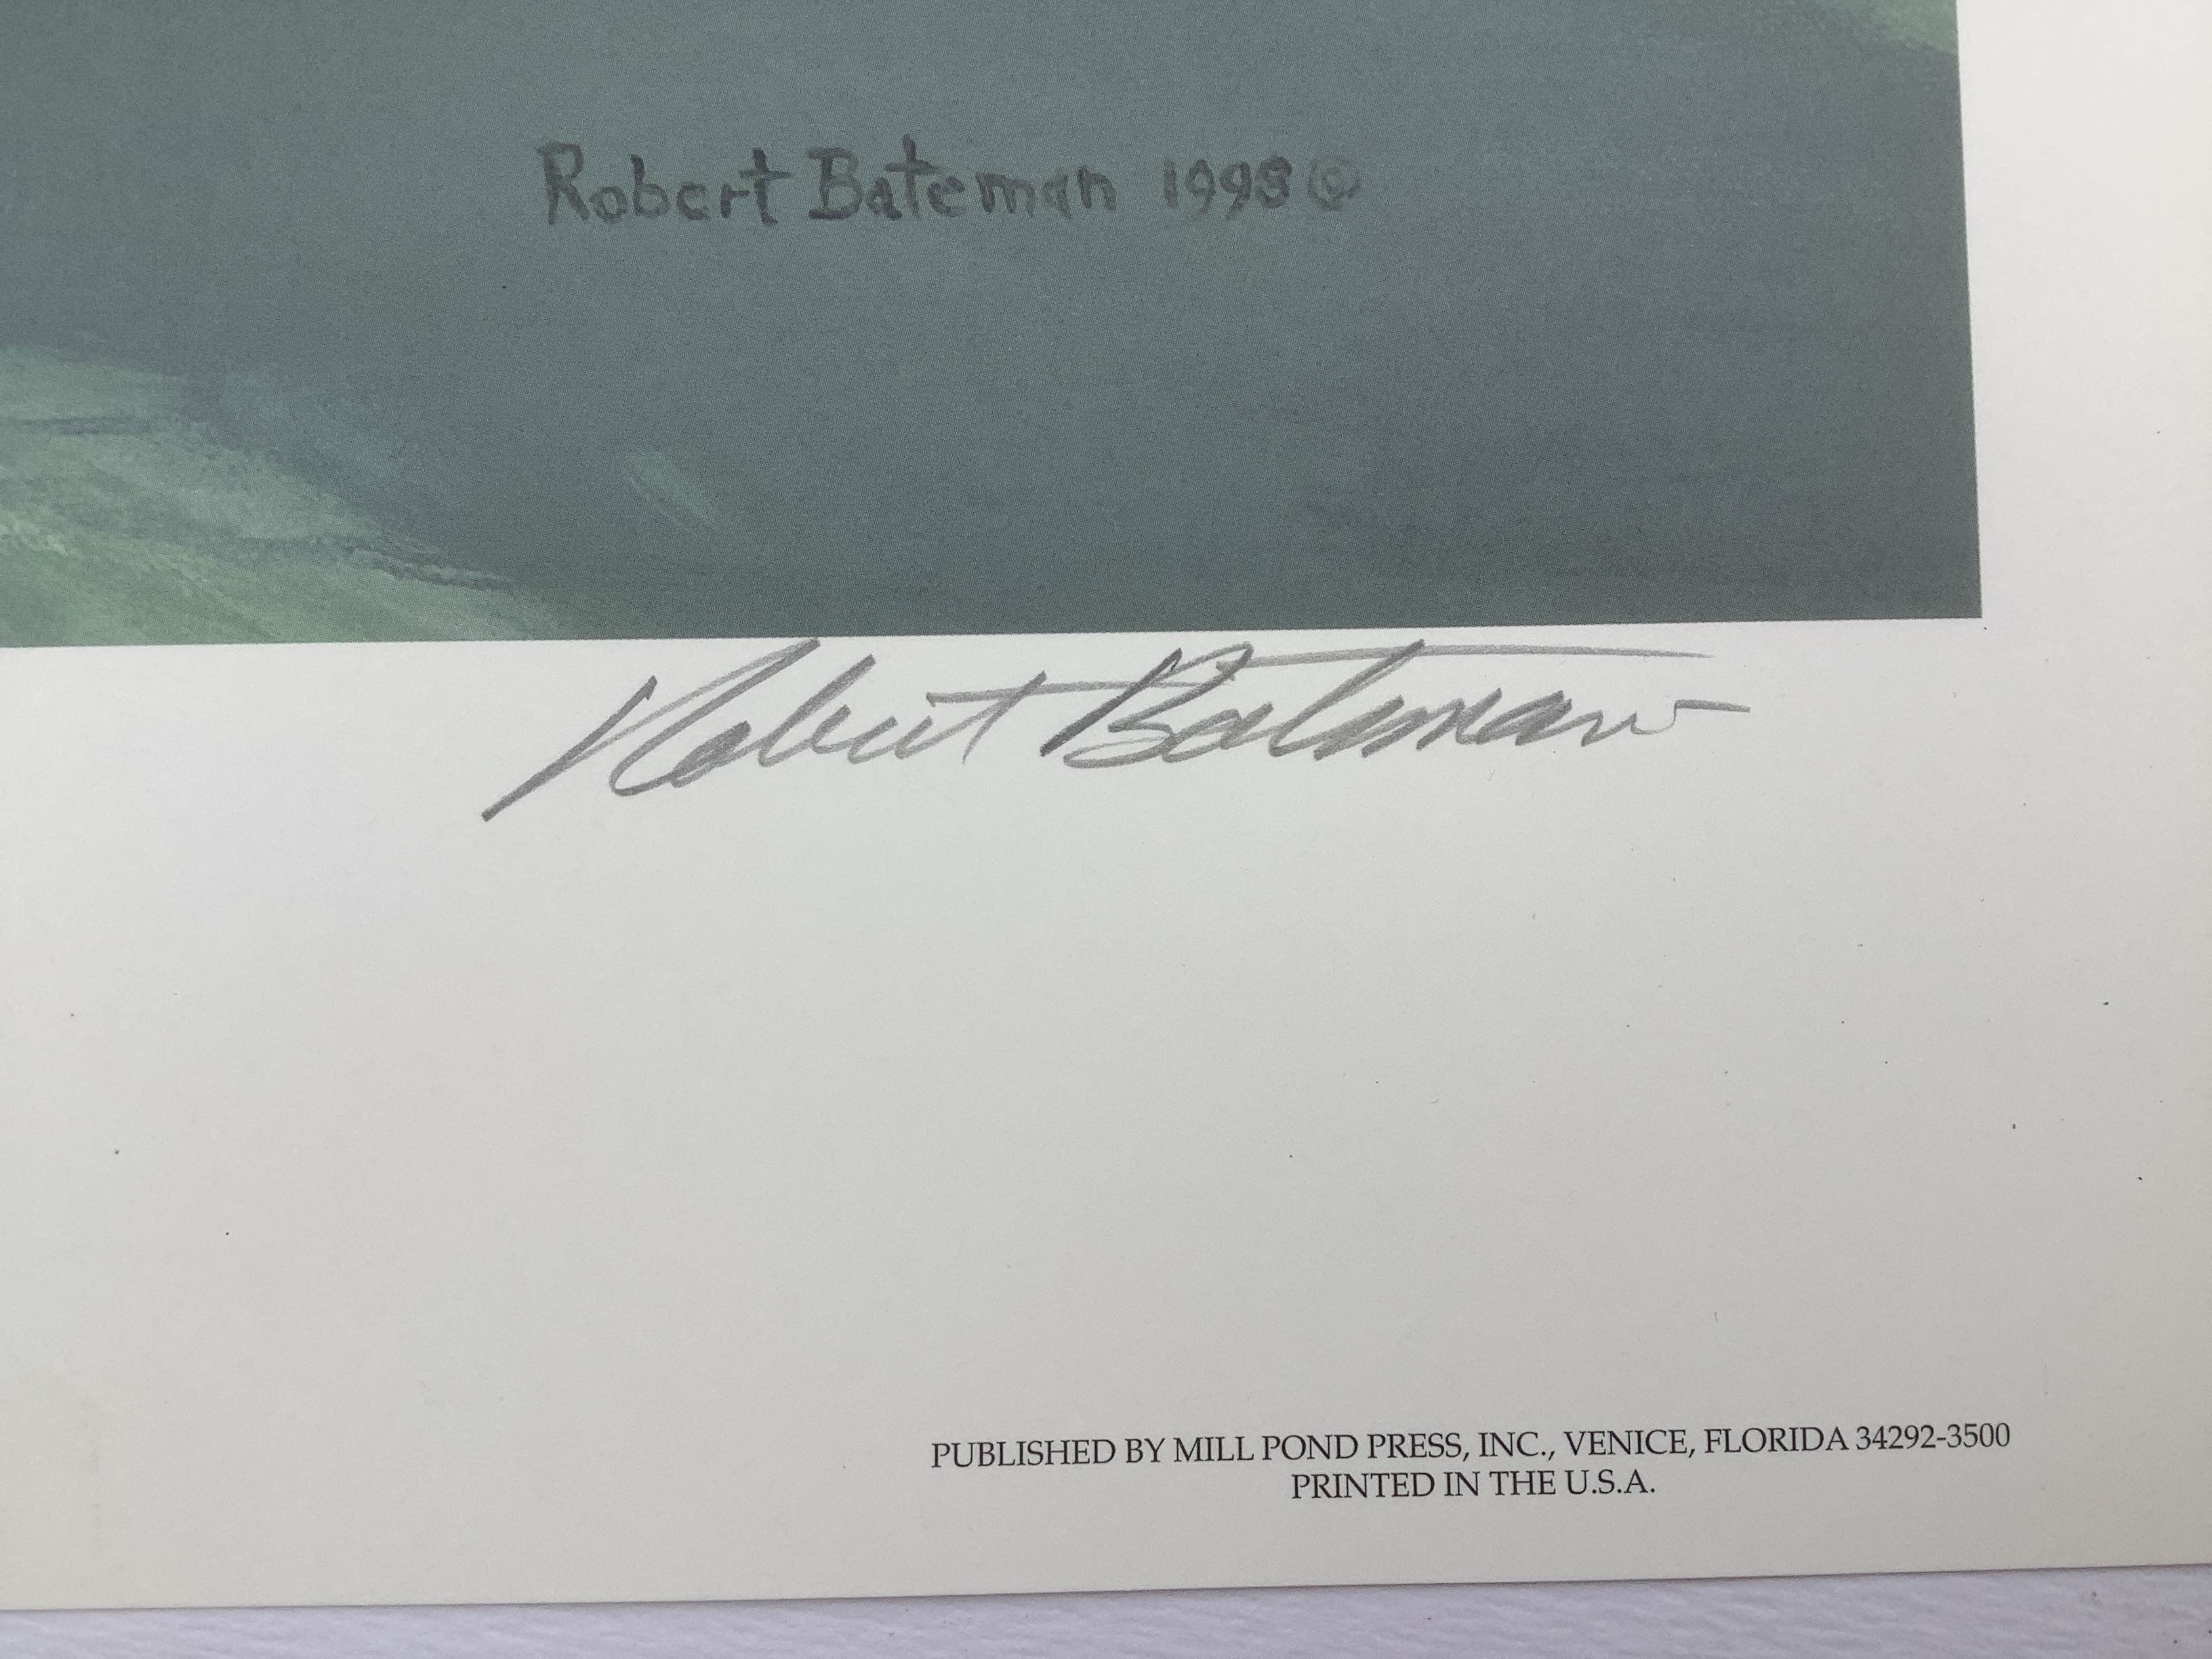 Robert Bateman 1998 ©
Robert Bateman
PUBLISHED BY MILL POND PRESS, INC., VENICE, FLORIDA 34292-3500
PRINTED IN THE U.S.A.